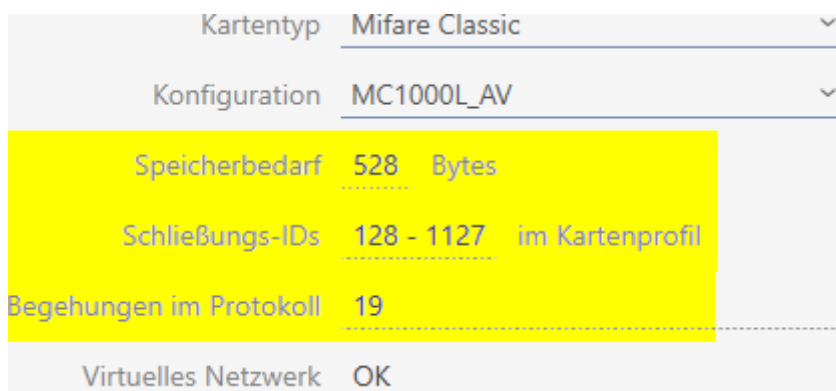 Kartentyp Mifare Classic
Konfiguration MC1000L_AV
Speicherbedarf 528 Bytes
Schließungs-IDs 128 - 1127 im Kartenprofil
Begehungen im Protokoll 19
Virtuelles Netzwerk OK